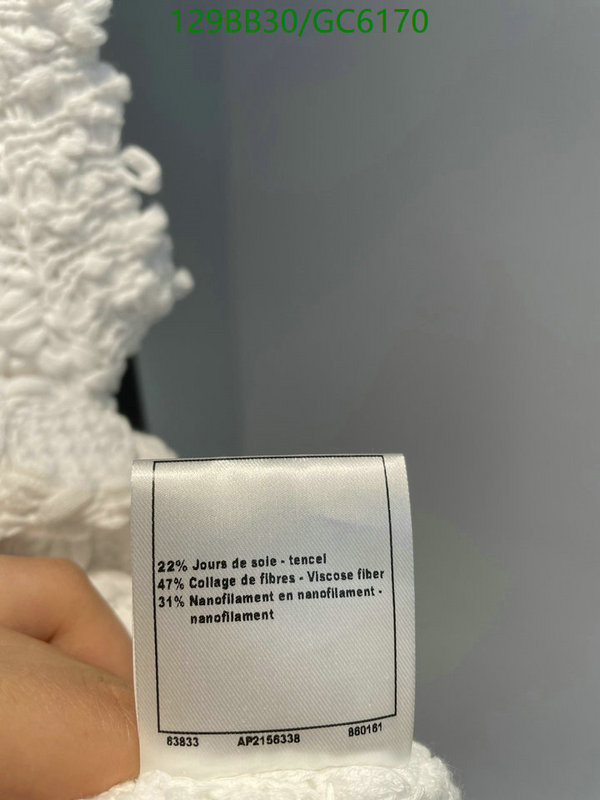 129BB30/GC6170
22% Jours de soie - tencel
47% Collage de fibres - Viscose fiber
31% Nanofilament en nanofilament -
nanofilament
63833 AP2156338 860161